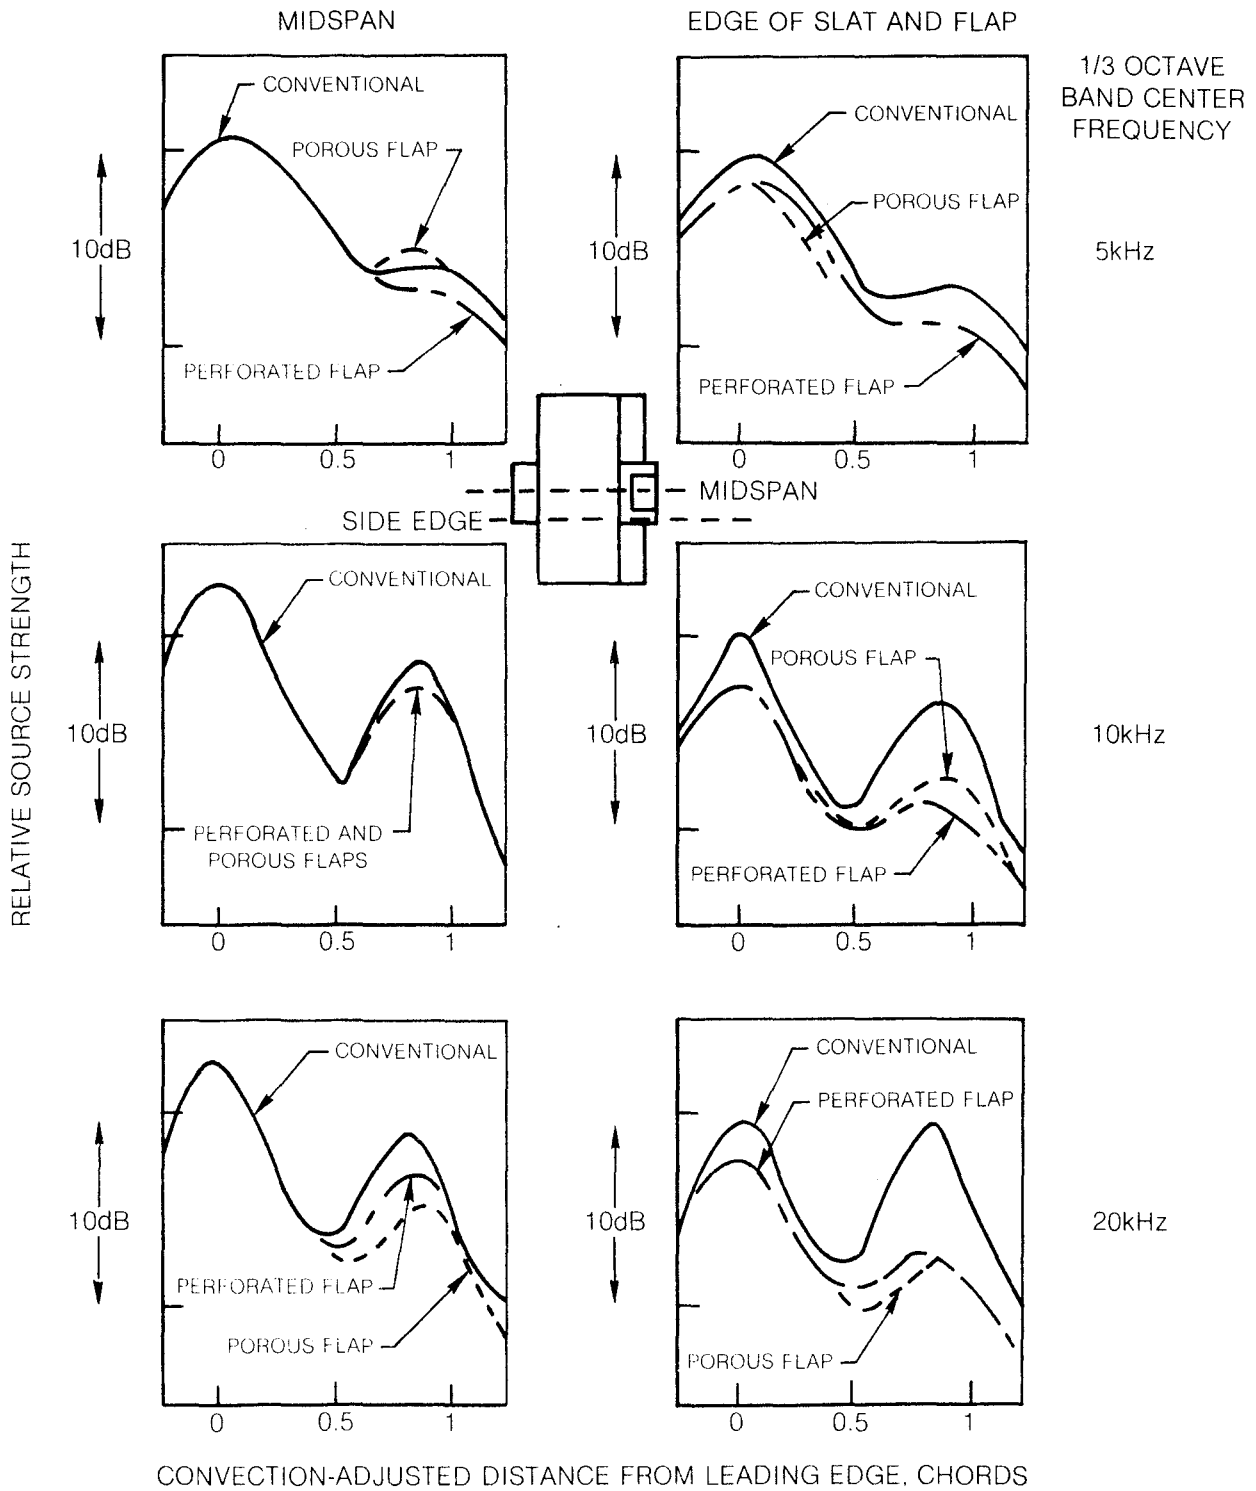 MIDSPAN
EDGE OF SLAT AND FLAP
1/3 OCTAVE
BAND CENTER
FREQUENCY
CONVENTIONAL
POROUS FLAP
10dB
PERFORATED FLAP
0 0.5 1
CONVENTIONAL
POROUS FLAP
10dB
PERFORATED FLAP
0 0.5 1
5kHz
MIDSPAN
SIDE EDGE
RELATIVE SOURCE STRENGTH
CONVENTIONAL
10dB
PERFORATED AND
POROUS FLAPS
0 0.5 1
CONVENTIONAL
POROUS FLAP
10dB
PERFORATED FLAP
0 0.5 1
10kHz
CONVENTIONAL
10dB
PERFORATED FLAP
POROUS FLAP
0 0.5 1
CONVENTIONAL
PERFORATED FLAP
10dB
POROUS FLAP
0 0.5 1
20kHz
CONVECTION-ADJUSTED DISTANCE FROM LEADING EDGE, CHORDS